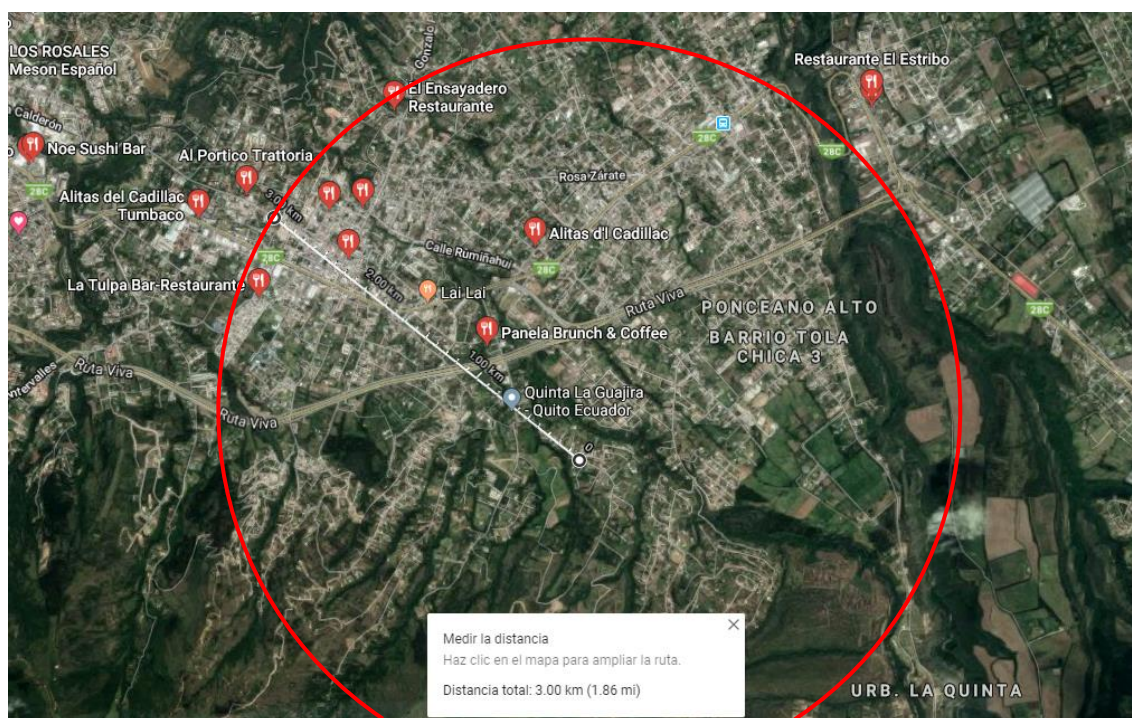 LOS ROSALES
Meson Español
Gonzalo
Restaurante El Estribo
El Ensayadero
Restaurante
Calderón
Noe Sushi Bar
Al Portico Trattoria
28C
28C
28C
Rosa Zárate
28C
Alitas del Cadillac
Tumbaco
3.00 km
Alitas d'l Cadillac
Calle Rumiñahui
28C
28C
La Tulpa Bar-Restaurante
2.00 km
Lai Lai
Ruta Viva
PONCEANO ALTO
28C
Panela Brunch & Coffee
BARRIO TOLA
CHICA 3
1.00 km
Ruta Viva
Quinta La Guajira
- Quito Ecuador
Ruta Viva
0
Medir la distancia
Haz clic en el mapa para ampliar la ruta.
Distancia total: 3.00 km (1.86 mi)
URB. LA QUINTA